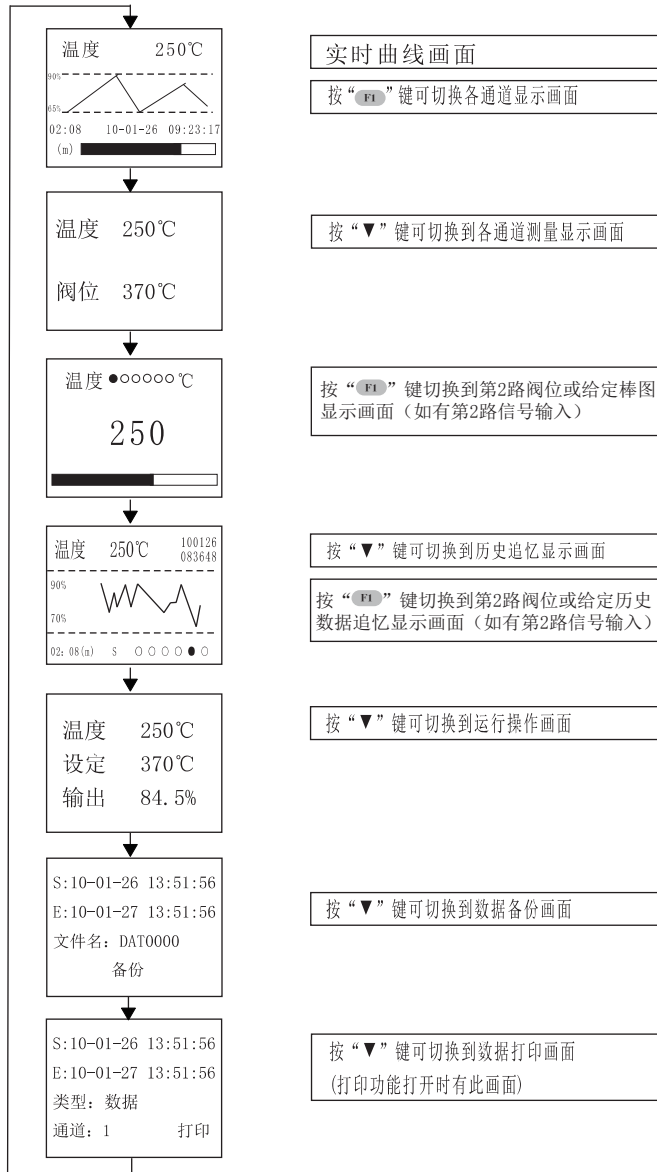 温度 250℃
实时曲线画面
90%
按“F1”键可切换各通道显示画面
65%
02:08 10-01-26 09:23:17
(m)
温度 250℃
按“▼”键可切换到各通道测量显示画面
阀位 370℃
温度●○○○○○℃
按“F1”键切换到第2路阀位或给定棒图
显示画面（如有第2路信号输入）
250
温度 250℃ 100126
083648
按“▼”键可切换到历史追忆显示画面
90%
70%
按“F1”键切换到第2路阀位或给定历史
数据追忆显示画面（如有第2路信号输入）
02: 08(m) S ○○○○●○
温度 250℃
按“▼”键可切换到运行操作画面
设定 370℃
输出 84.5%
S:10-01-26 13:51:56
E:10-01-27 13:51:56
按“▼”键可切换到数据备份画面
文件名：DAT0000
备份
S:10-01-26 13:51:56
E:10-01-27 13:51:56
按“▼”键可切换到数据打印画面
(打印功能打开时有此画面)
类型：数据
通道：1 打印